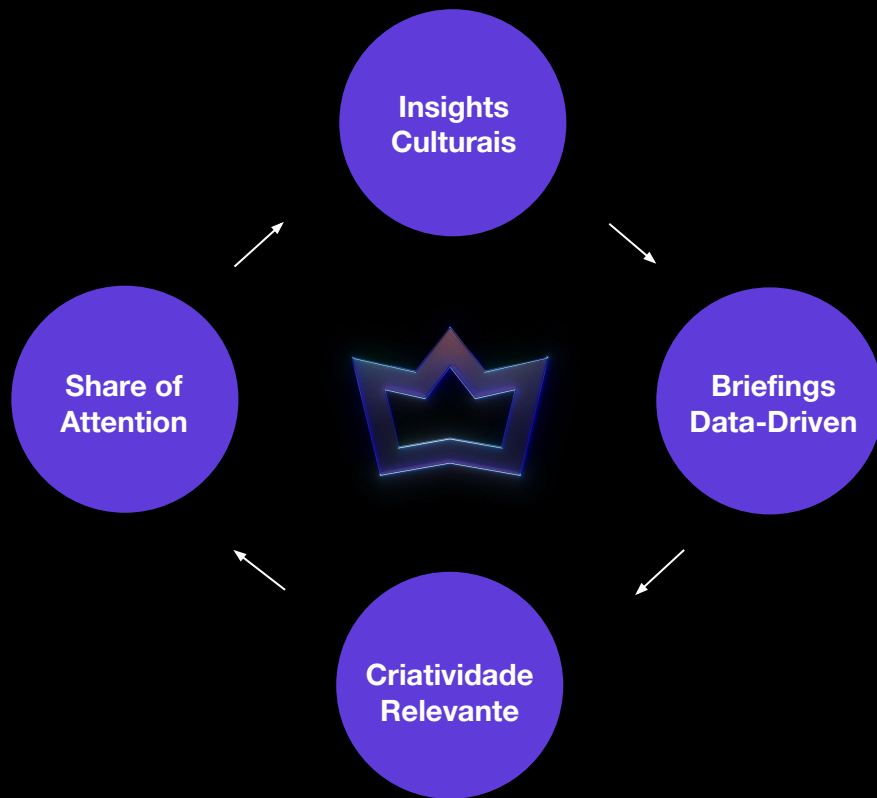 Insights
Culturais
Briefings
Data-Driven
Criatividade
Relevante
Share of
Attention